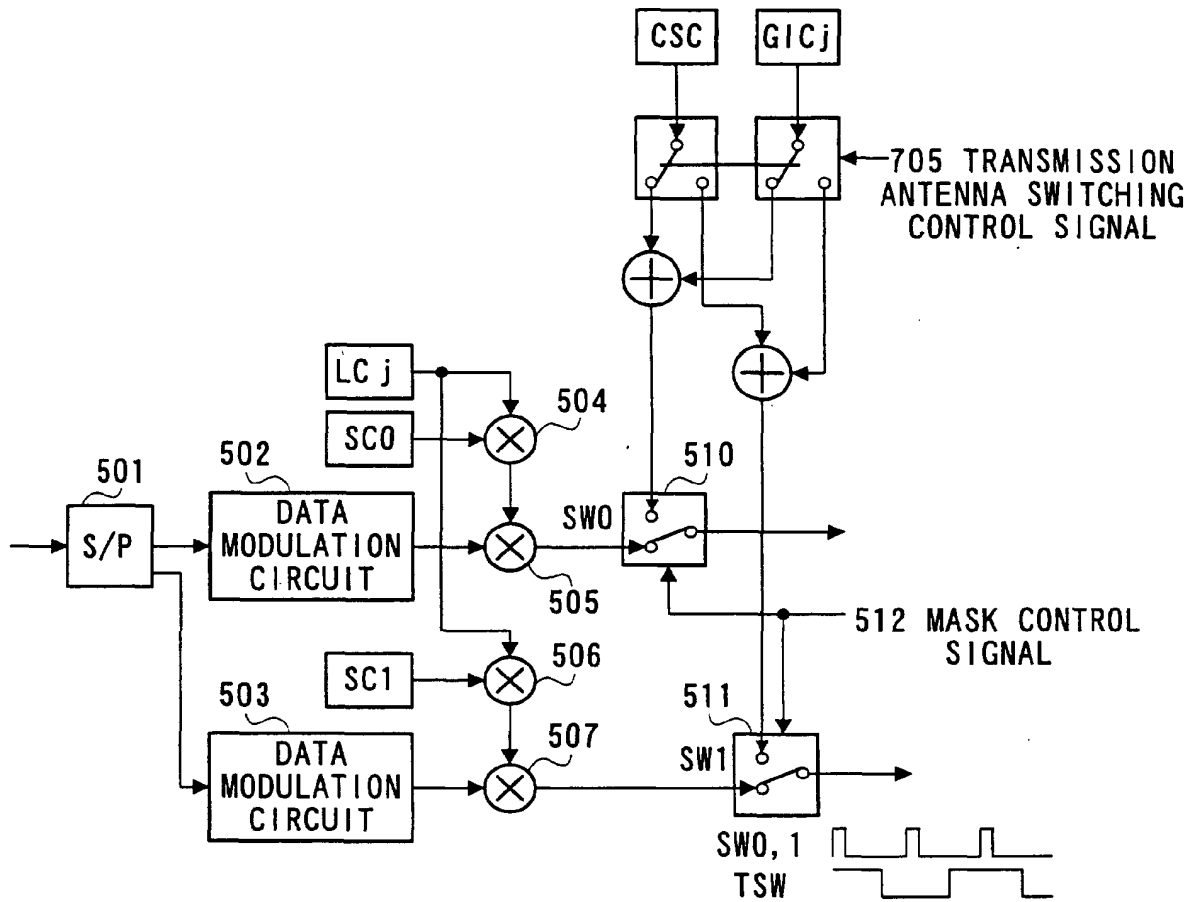 CSC
GICj
705 TRANSMISSION
ANTENNA SWITCHING
CONTROL SIGNAL
LCj
504
SC0
510
502
501
DATA
MODULATION
CIRCUIT
S/P
SW0
505
512 MASK CONTROL
SIGNAL
506
SC1
503
511
DATA
MODULATION
CIRCUIT
507
SW1
SW0,1
TSW